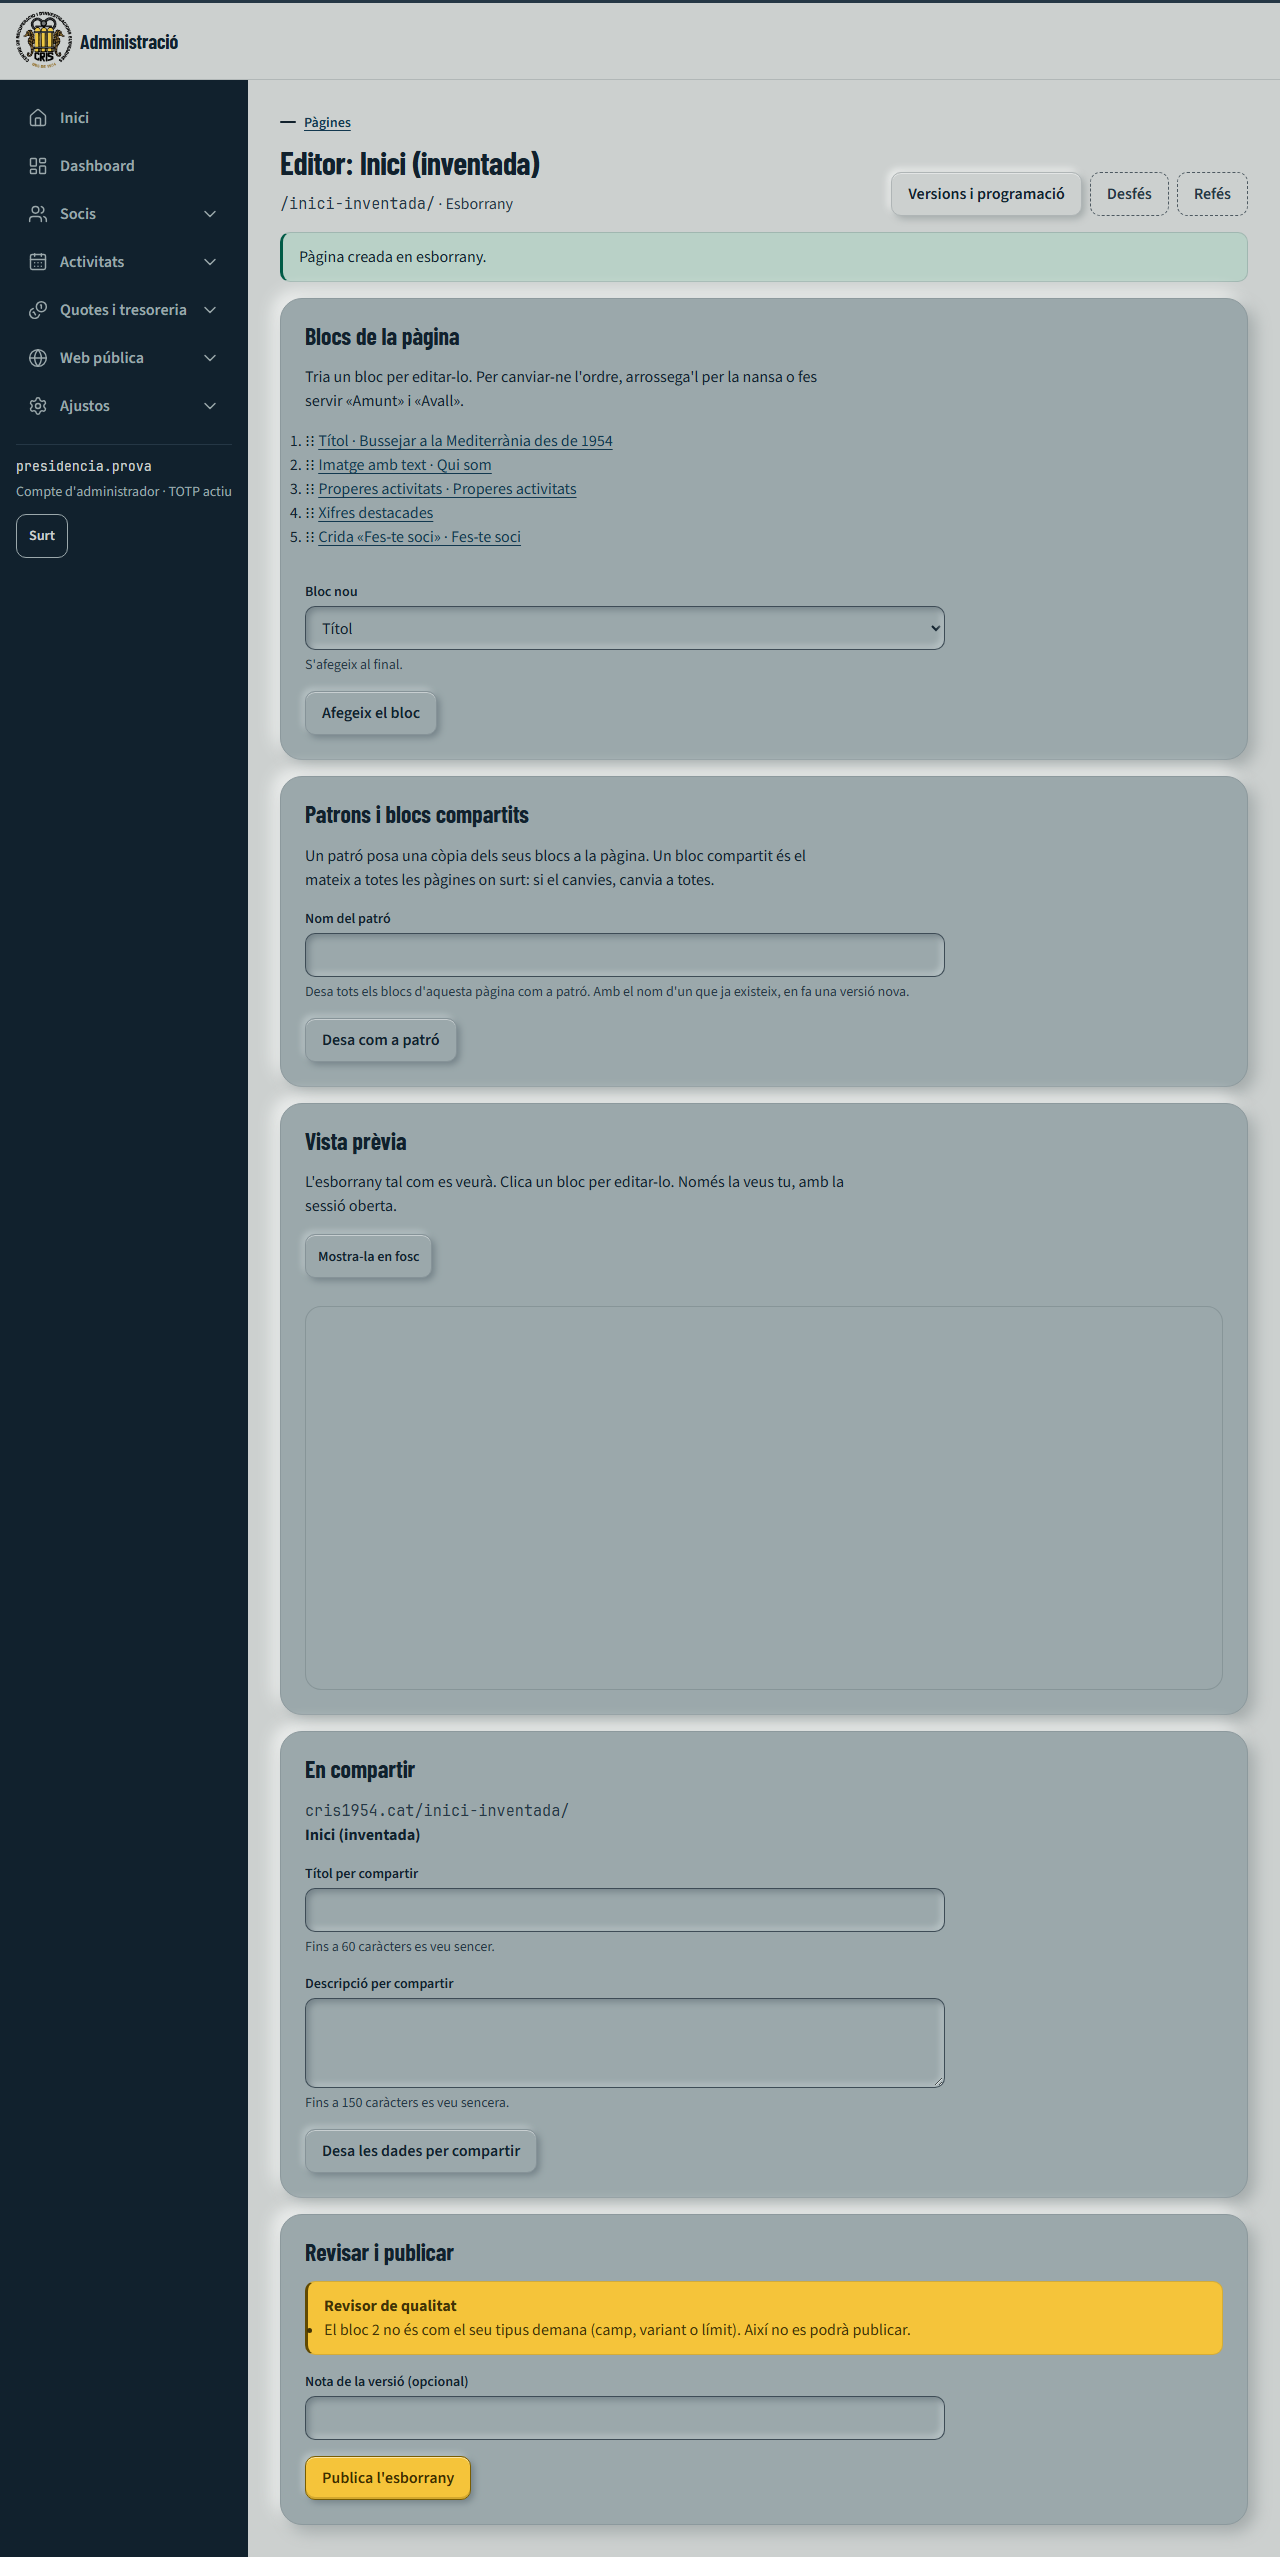 CRIS
Administració
Inici
Dashboard
Socis
Activitats
Quotes i tresoreria
Web pública
Ajustos
presidencia.prova
Compte d'administrador · TOTP actiu
Surt
Pàgines
Editor: Inici (inventada)
/inici-inventada/ · Esborrany
Versions i programació
Desfés
Refés
Pàgina creada en esborrany.
Blocs de la pàgina
Tria un bloc per editar-lo. Per canviar-ne l'ordre, arrossega'l per la nansa o fes
servir «Amunt» i «Avall».
1. ⠿ Títol · Bussejar a la Mediterrània des de 1954
2. ⠿ Imatge amb text · Qui som
3. ⠿ Properes activitats · Properes activitats
4. ⠿ Xifres destacades
5. ⠿ Crida «Fes-te soci» · Fes-te soci
Bloc nou
Títol
S'afegeix al final.
Afegeix el bloc
Patrons i blocs compartits
Un patró posa una còpia dels seus blocs a la pàgina. Un bloc compartit és el
mateix a totes les pàgines on surt: si el canvies, canvia a totes.
Nom del patró
Desa tots els blocs d'aquesta pàgina com a patró. Amb el nom d'un que ja existeix, en fa una versió nova.
Desa com a patró
Vista prèvia
L'esborrany tal com es veurà. Clica un bloc per editar-lo. Només la veus tu, amb la
sessió oberta.
Mostra-la en fosc
En compartir
cris1954.cat/inici-inventada/
Inici (inventada)
Títol per compartir
Fins a 60 caràcters es veu sencer.
Descripció per compartir
Fins a 150 caràcters es veu sencera.
Desa les dades per compartir
Revisar i publicar
Revisor de qualitat
• El bloc 2 no és com el seu tipus demana (camp, variant o límit). Així no es podrà publicar.
Nota de la versió (opcional)
Publica l'esborrany